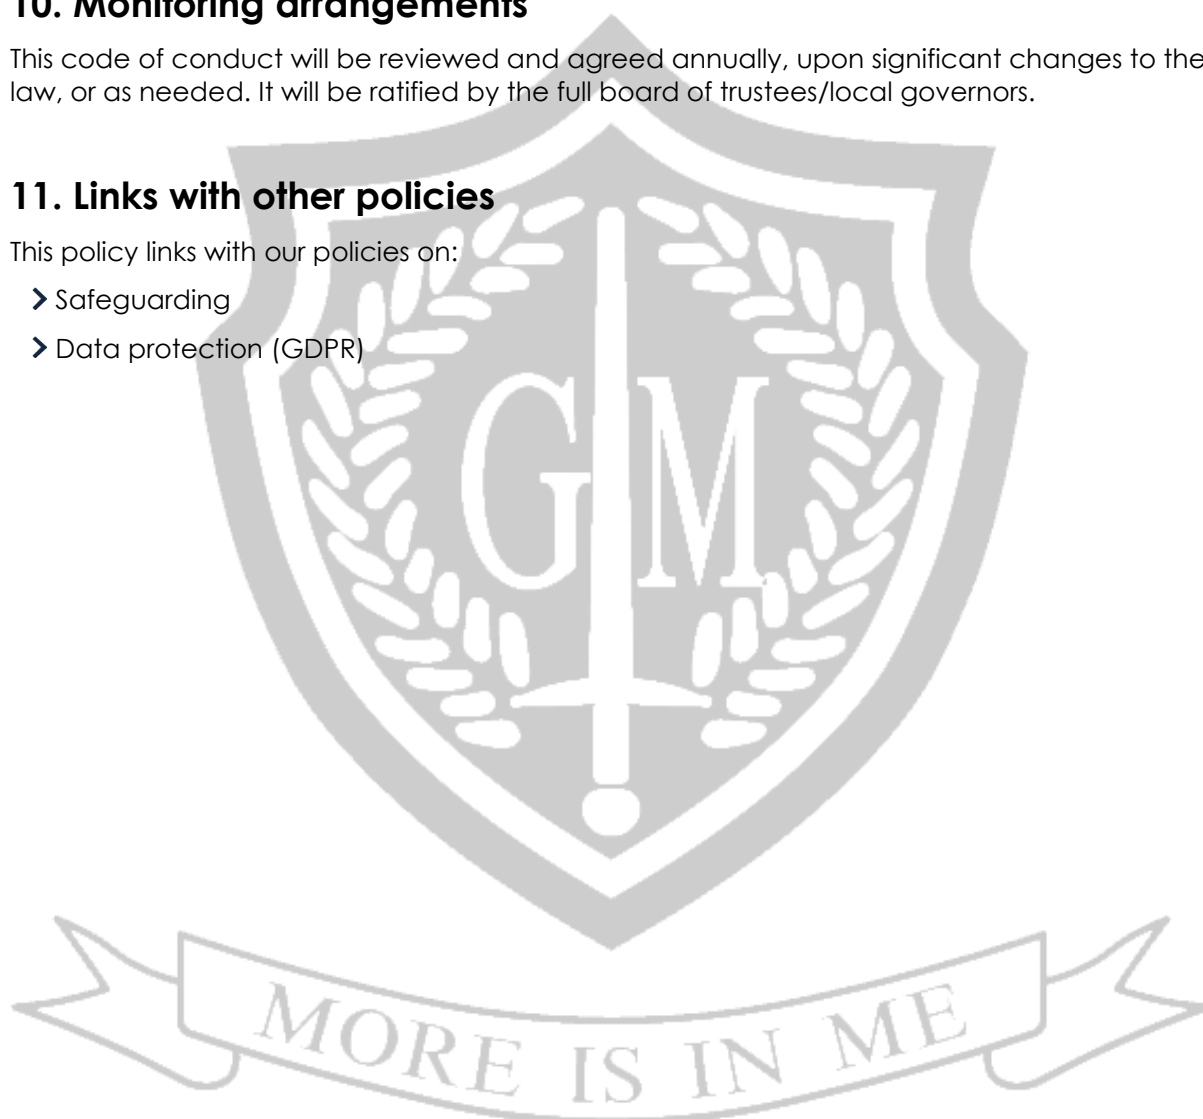 10. Monitoring arrangements
This code of conduct will be reviewed and agreed annually, upon significant changes to the
law, or as needed. It will be ratified by the full board of trustees/local governors.
11. Links with other policies
This policy links with our policies on:
Safeguarding
Data protection (GDPR)
G M
MORE IS IN ME